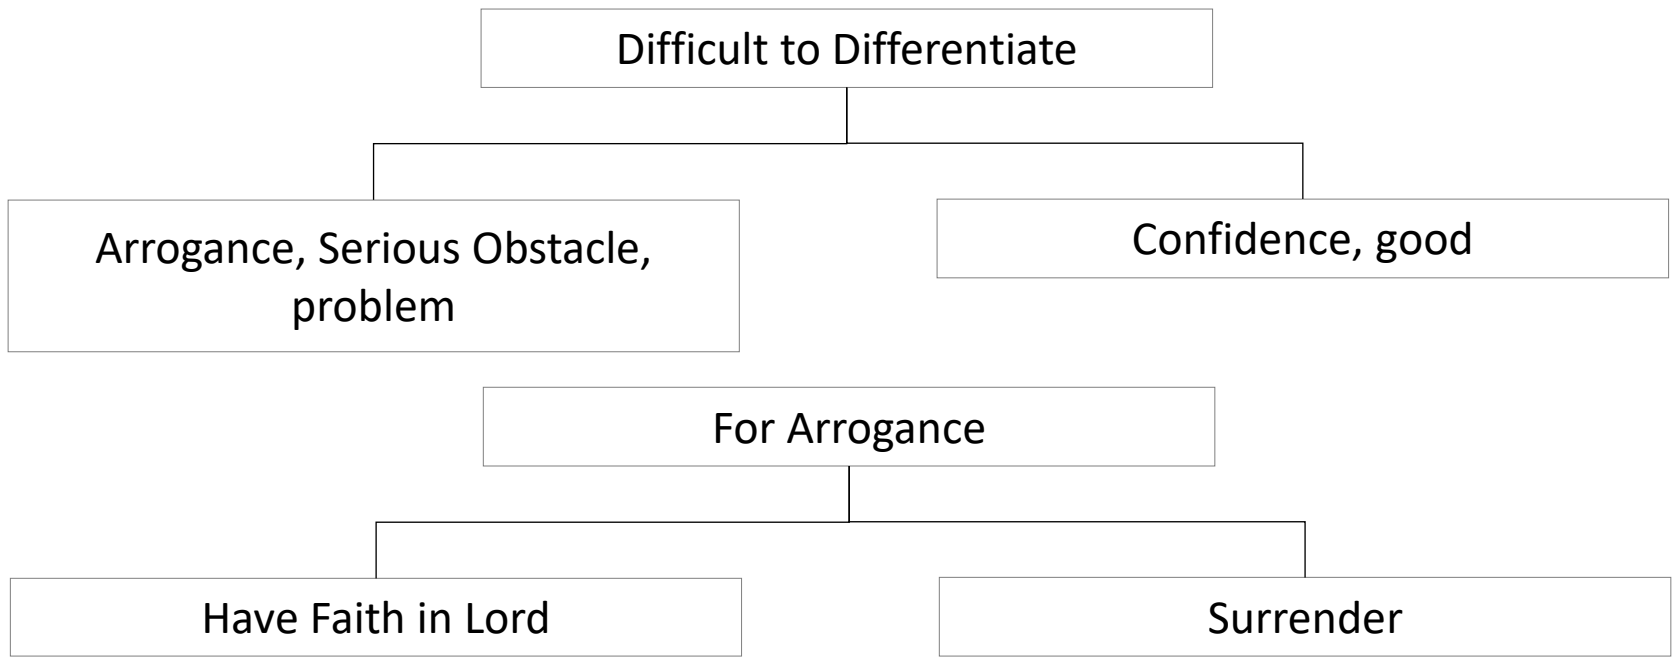 Difficult to Differentiate
Arrogance, Serious Obstacle,
problem
Confidence, good
For Arrogance
Have Faith in Lord
Surrender